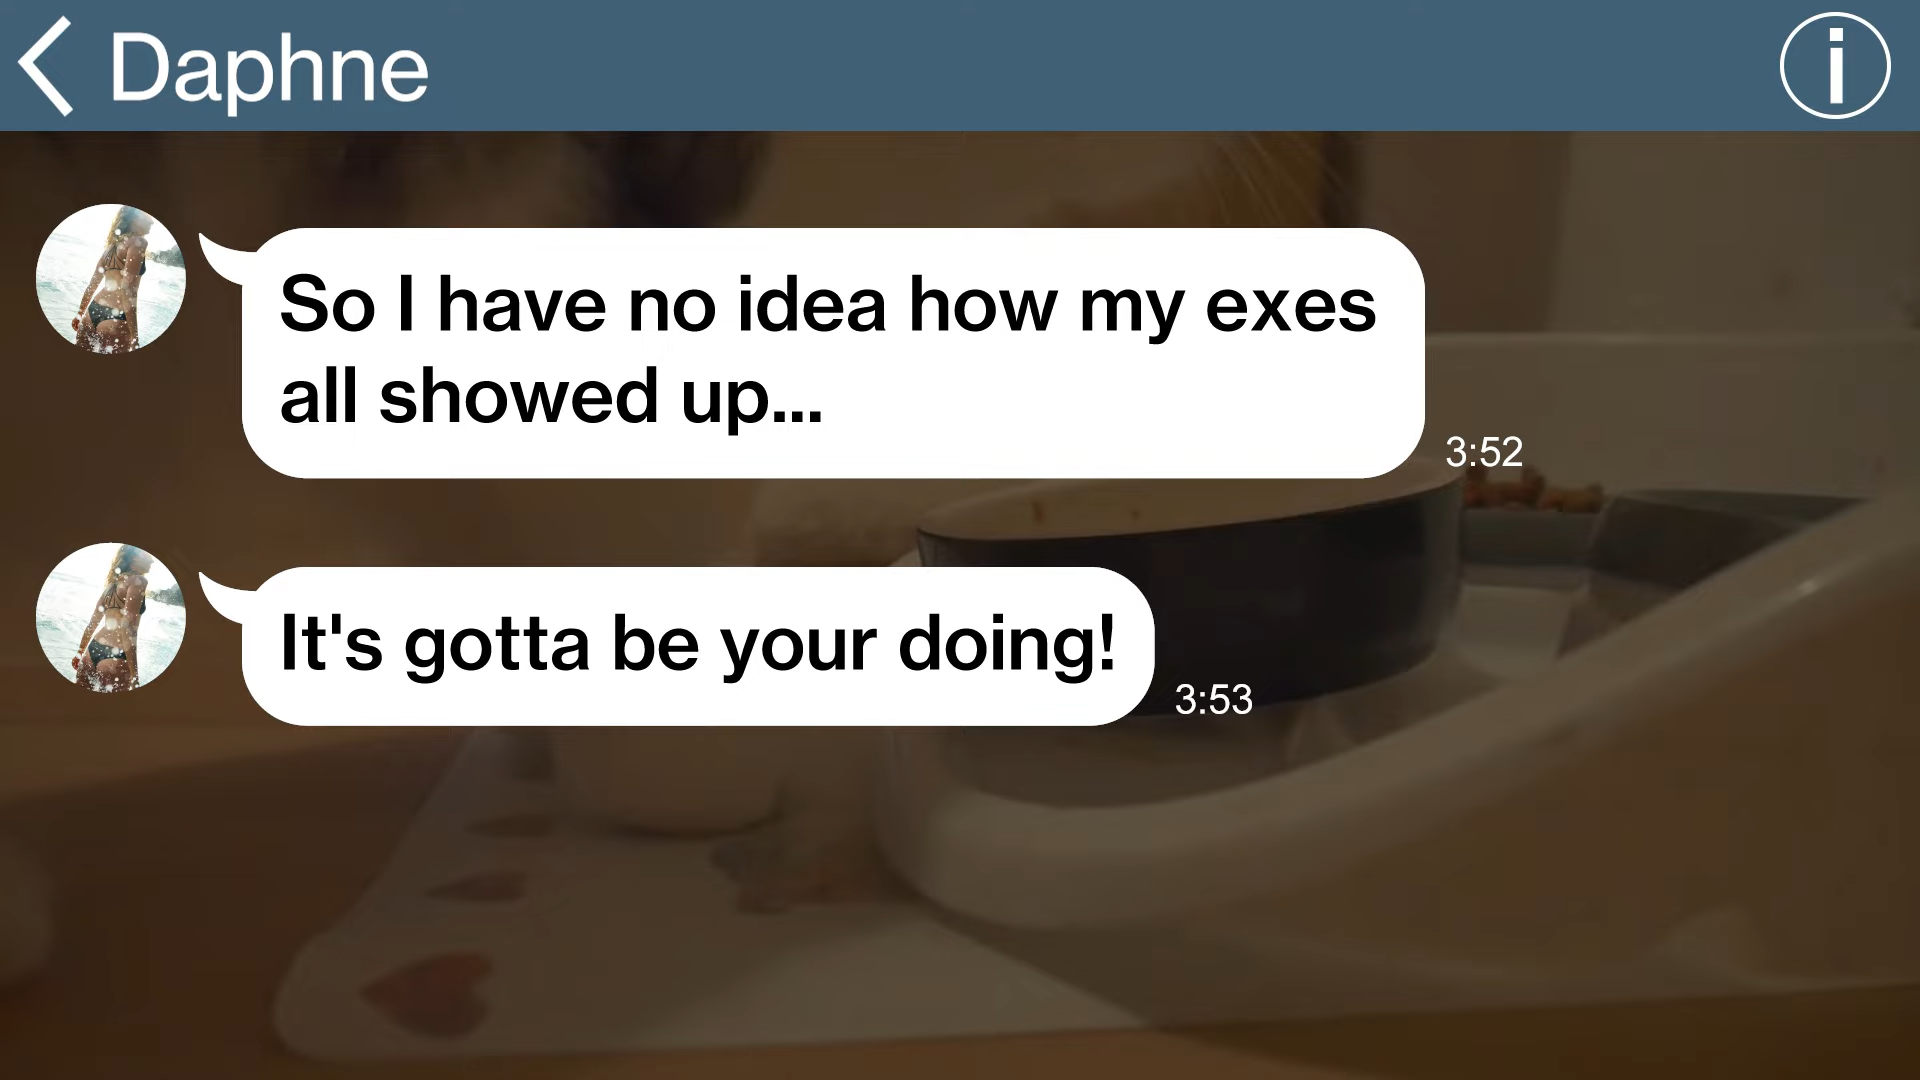 Daphne
So I have no idea how my exes
all showed up...
3:52
It's gotta be your doing!
3:53